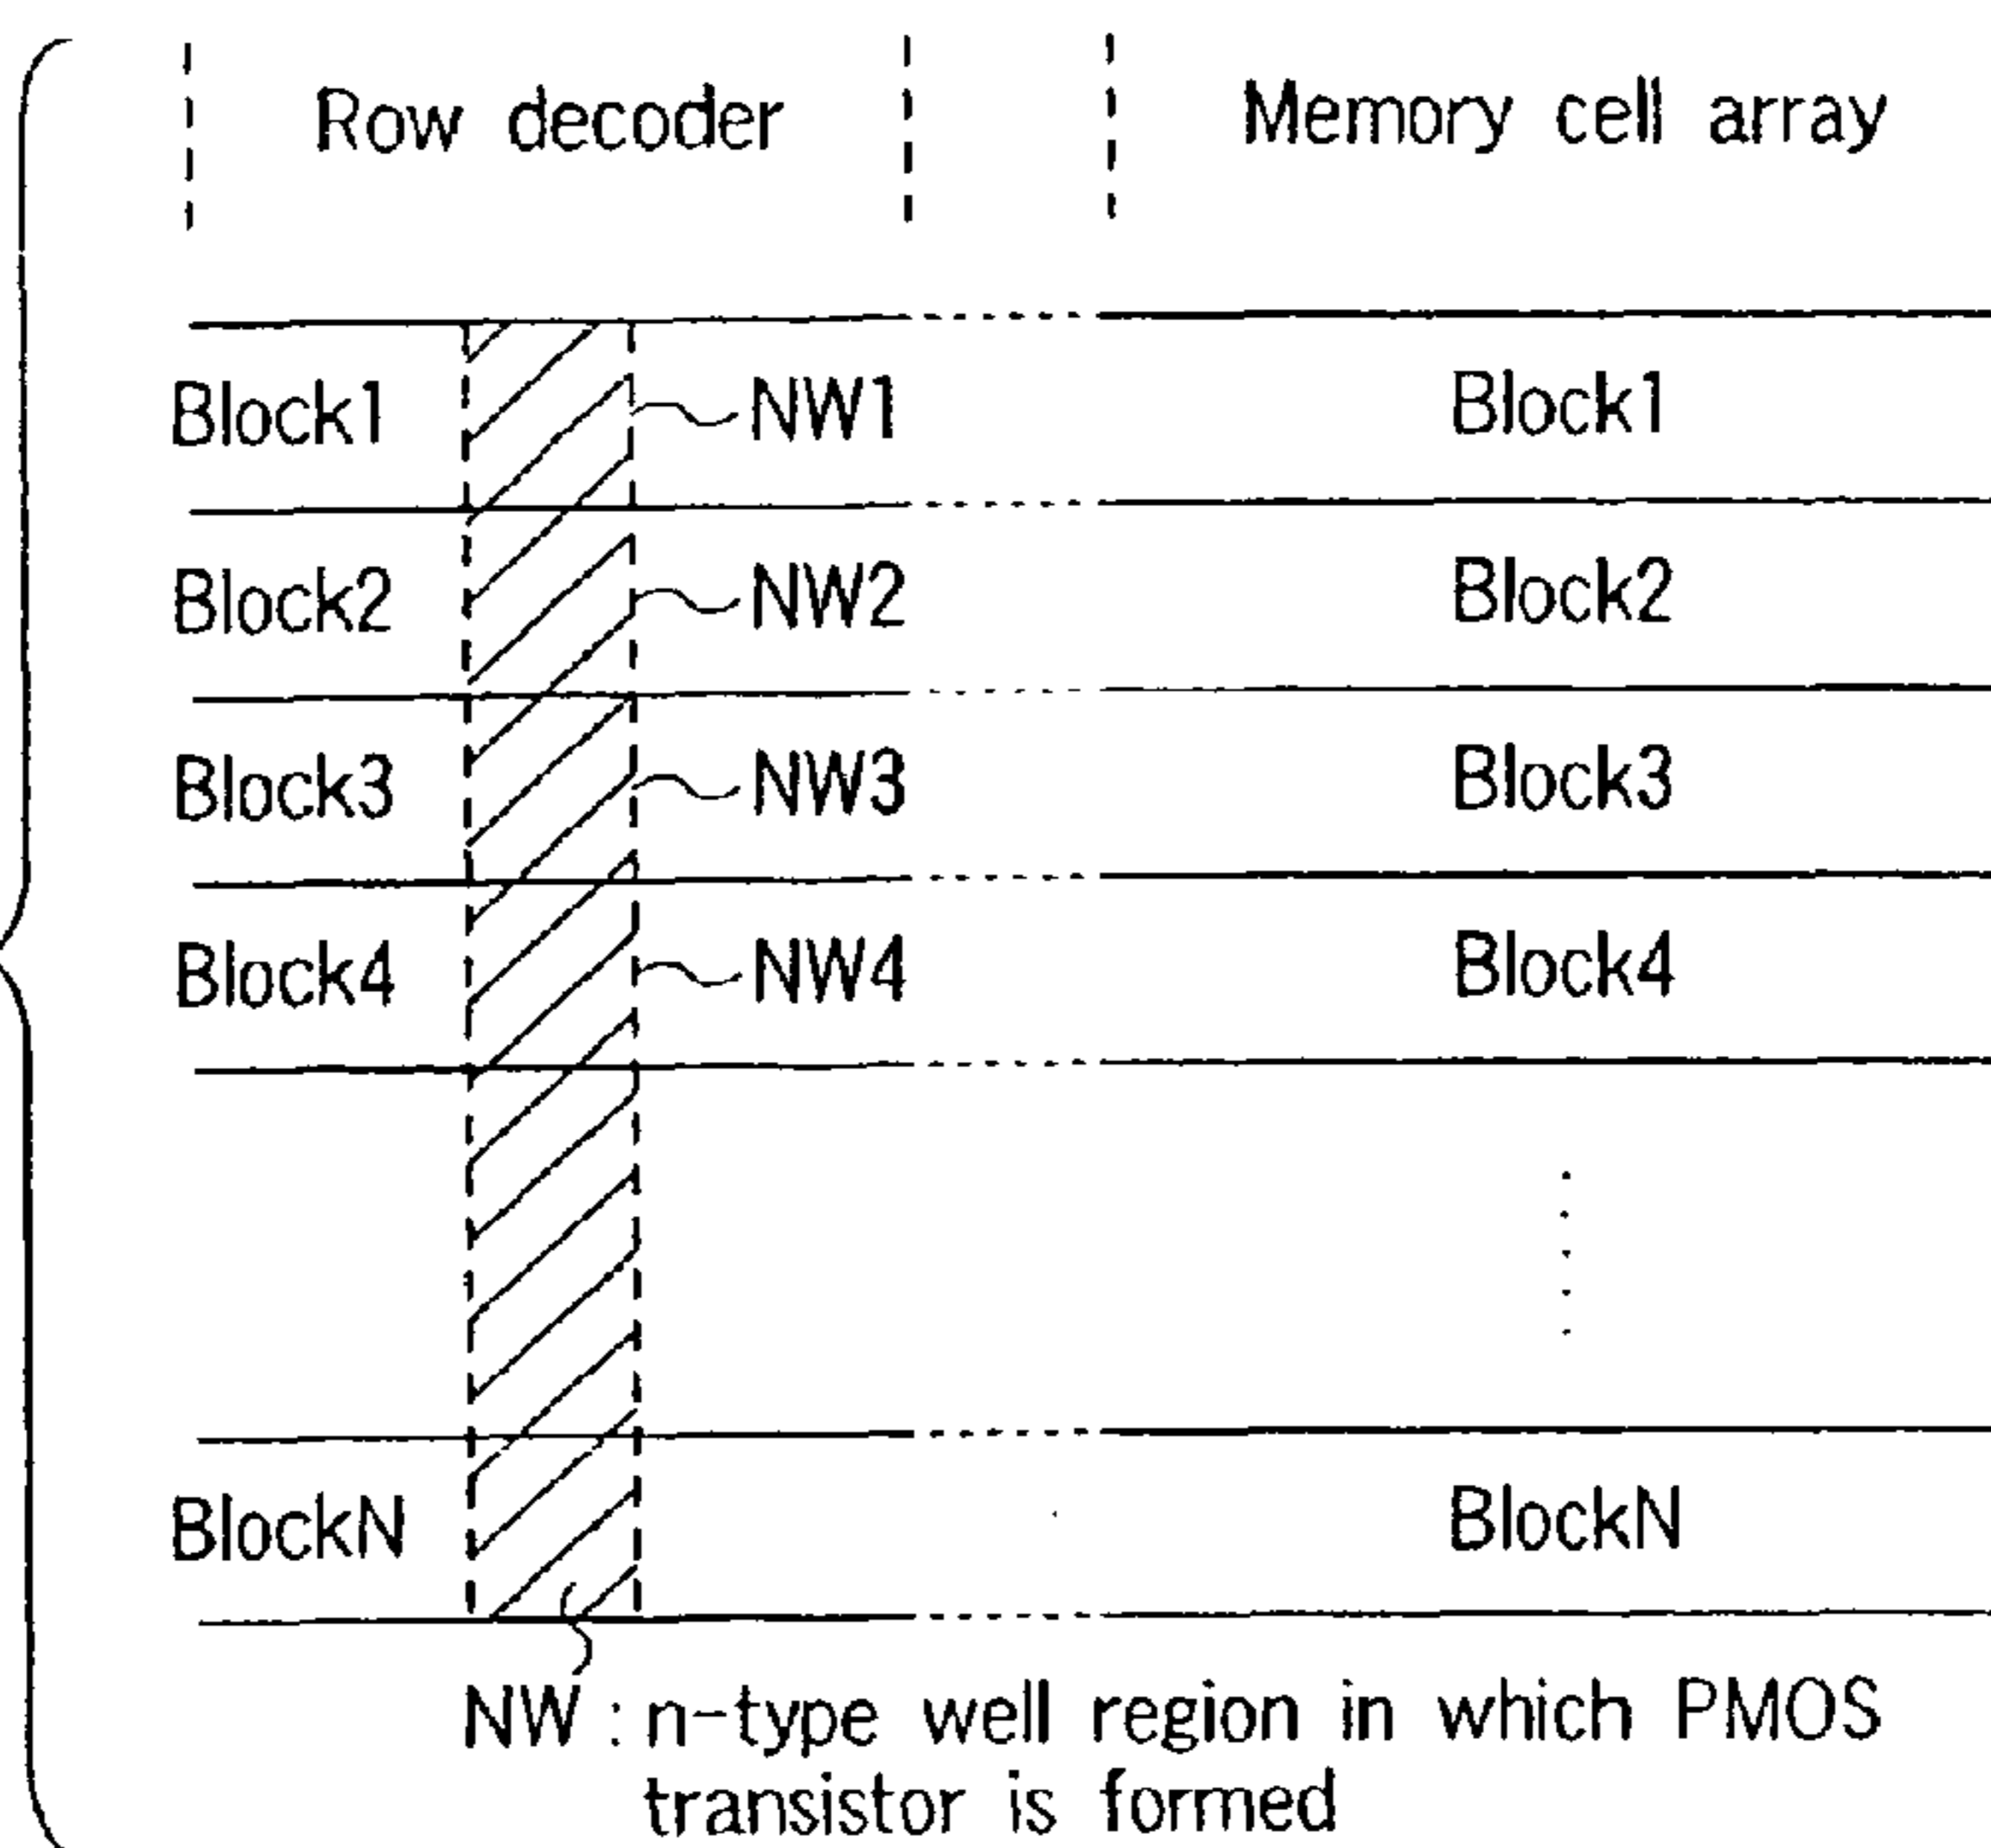 Row decoder
Memory cell array
Block1
NW1
Block1
Block2
NW2
Block2
Block3
NW3
Block3
Block4
NW4
Block4
BlockN
BlockN
NW : n-type well region in which PMOS
transistor is formed